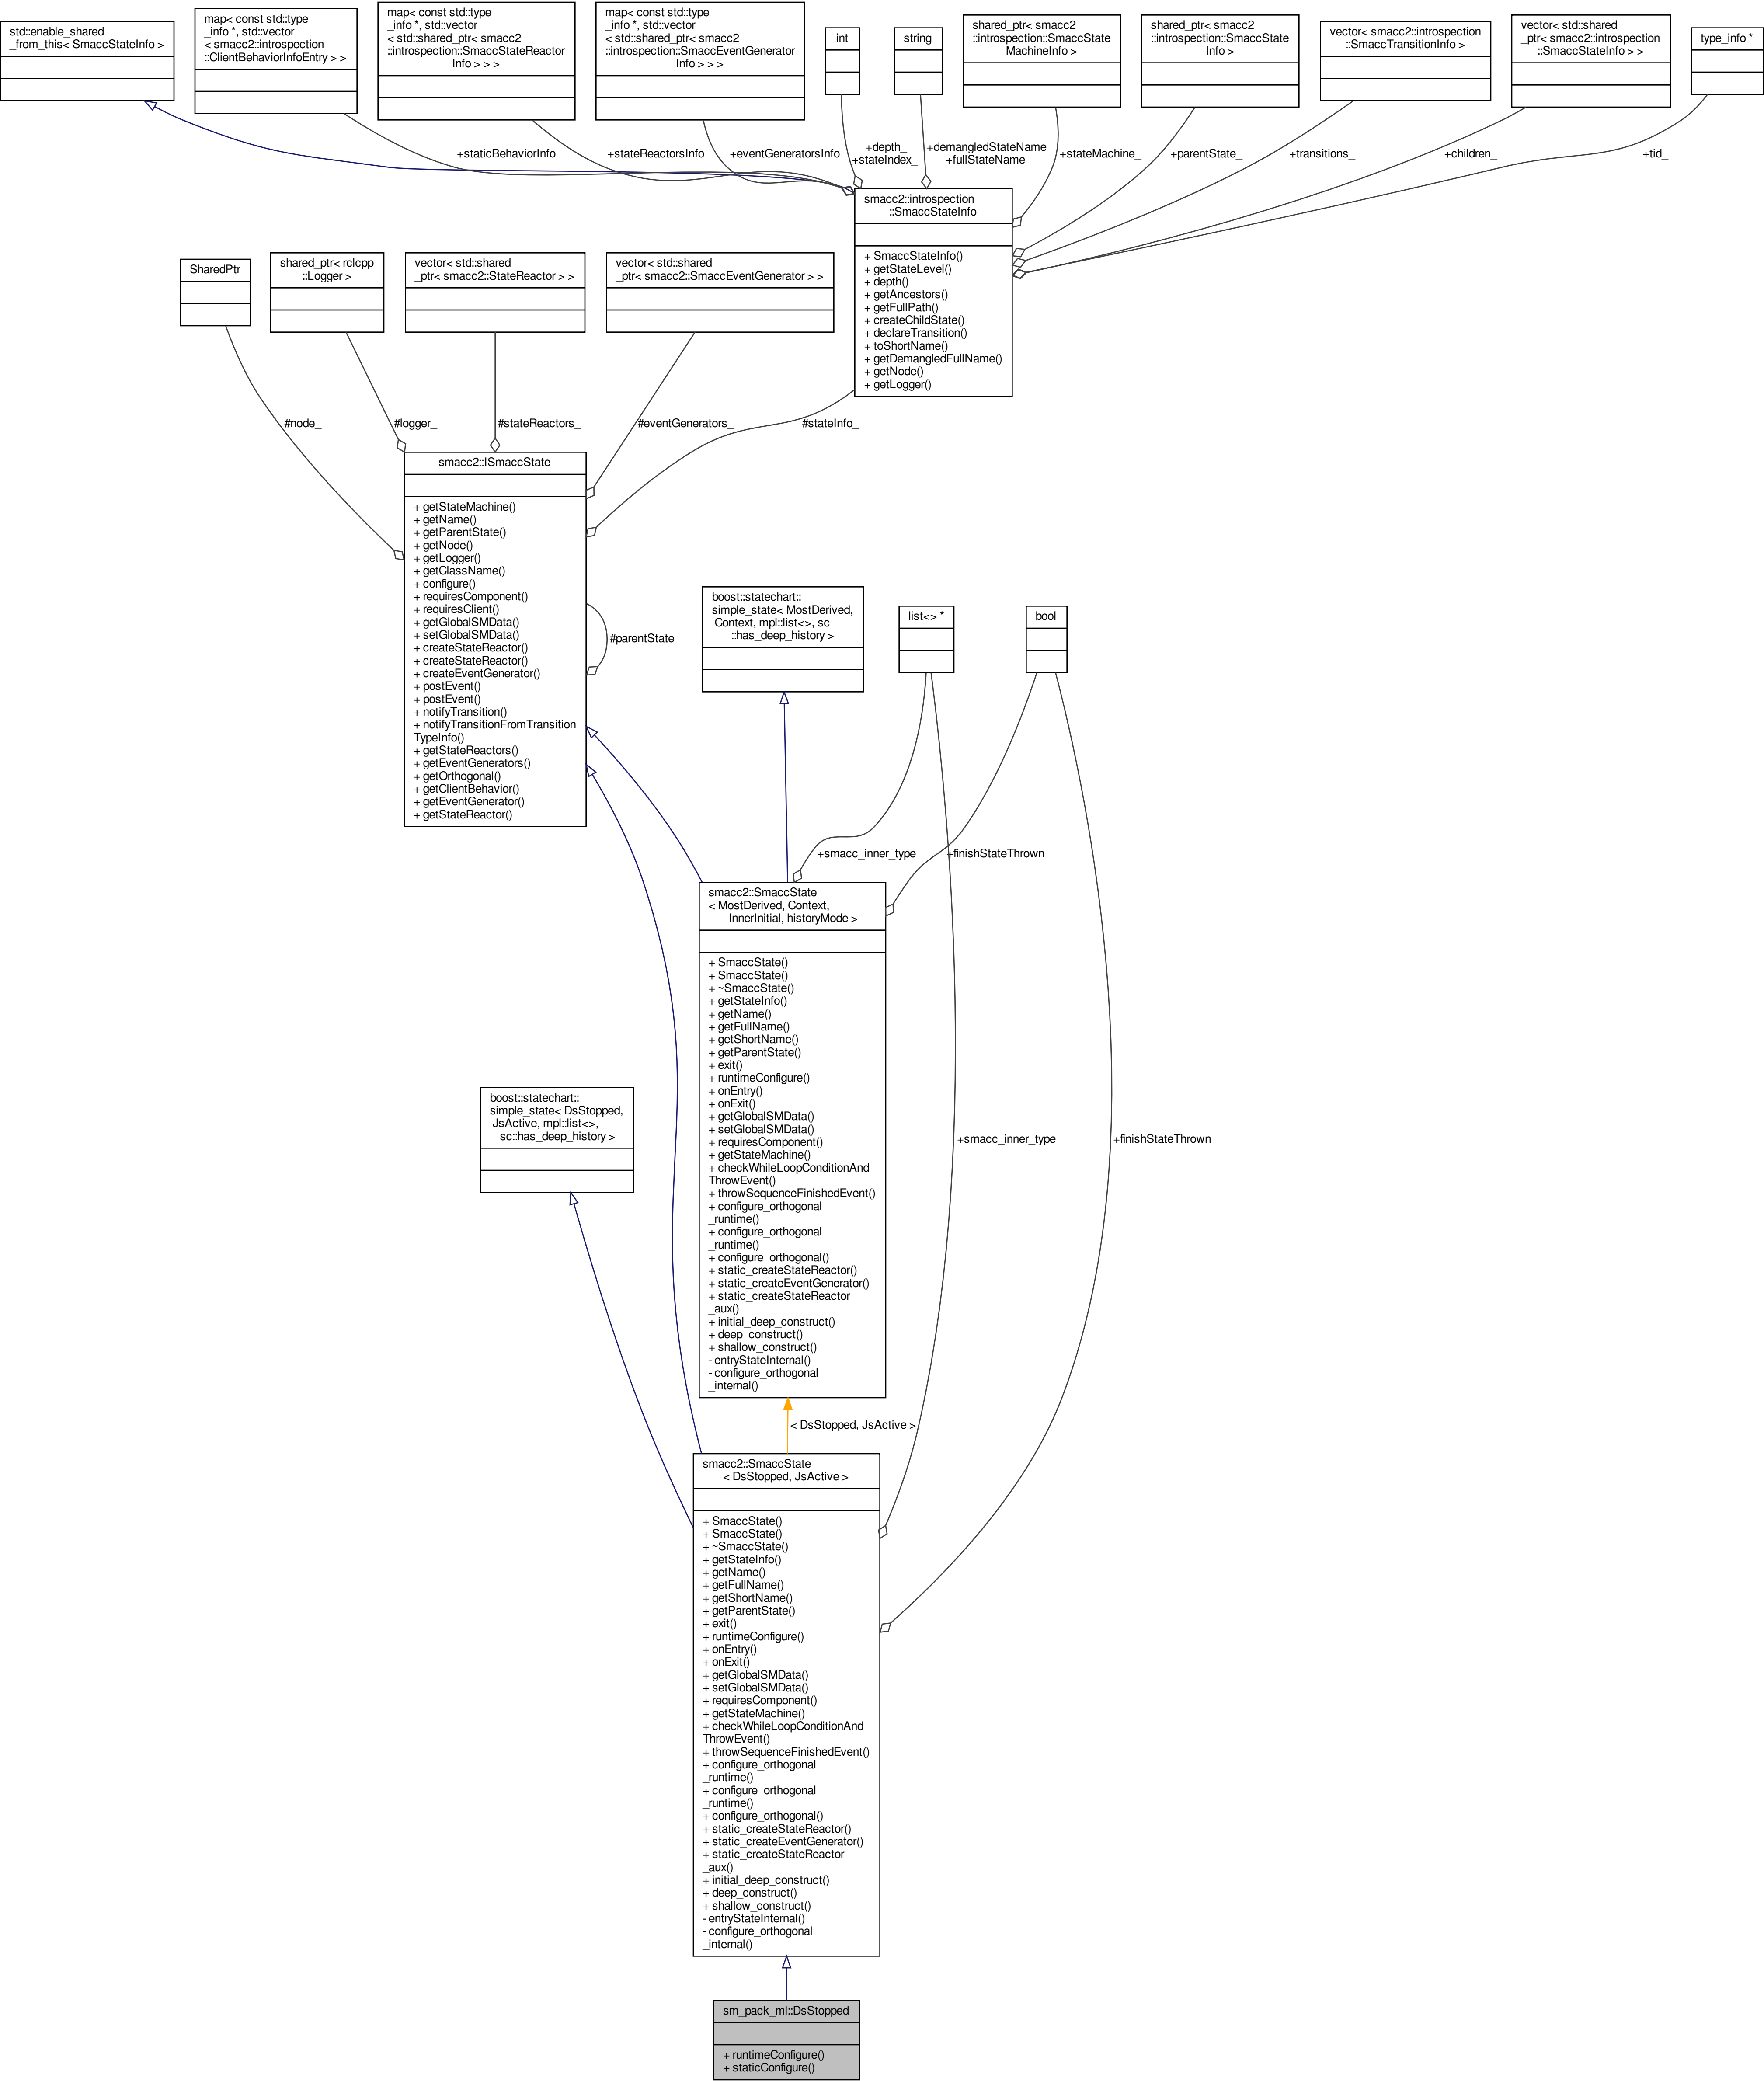 std::enable_shared
_from_this< SmaccStateInfo >
map< const std::type
_info *, std::vector
< smacc2::introspection
::ClientBehaviorInfoEntry > >
map< const std::type
_info *, std::vector
< std::shared_ptr< smacc2
::introspection::SmaccStateReactor
Info > > >
map< const std::type
_info *, std::vector
< std::shared_ptr< smacc2
::introspection::SmaccEventGenerator
Info > > >
int
string
shared_ptr< smacc2
::introspection::SmaccState
MachineInfo >
shared_ptr< smacc2
::introspection::SmaccState
Info >
vector< smacc2::introspection
::SmaccTransitionInfo >
vector< std::shared
_ptr< smacc2::introspection
::SmaccStateInfo > >
type_info *
+staticBehaviorInfo
+stateReactorsInfo
+eventGeneratorsInfo
+depth_
+stateIndex_
+demangledStateName
+fullStateName
+stateMachine_
+parentState_
+transitions_
+children_
+tid_
smacc2::introspection
::SmaccStateInfo
+ SmaccStateInfo()
+ getStateLevel()
+ depth()
+ getAncestors()
+ getFullPath()
+ createChildState()
+ declareTransition()
+ toShortName()
+ getDemangledFullName()
+ getNode()
+ getLogger()
SharedPtr
shared_ptr< rclcpp
::Logger >
vector< std::shared
_ptr< smacc2::StateReactor > >
vector< std::shared
_ptr< smacc2::SmaccEventGenerator > >
#node_
#logger_
#stateReactors_
#eventGenerators_
#stateInfo_
smacc2::ISmaccState
+ getStateMachine()
+ getName()
+ getParentState()
+ getNode()
+ getLogger()
+ getClassName()
+ configure()
+ requiresComponent()
+ requiresClient()
+ getGlobalSMData()
+ setGlobalSMData()
+ createStateReactor()
+ createStateReactor()
+ createEventGenerator()
+ postEvent()
+ postEvent()
+ notifyTransition()
+ notifyTransitionFromTransition
TypeInfo()
+ getStateReactors()
+ getEventGenerators()
+ getOrthogonal()
+ getClientBehavior()
+ getEventGenerator()
+ getStateReactor()
#parentState_
boost::statechart::
simple_state< MostDerived,
Context, mpl::list<>, sc
::has_deep_history >
list<> *
bool
+smacc_inner_type
+finishStateThrown
smacc2::SmaccState
< MostDerived, Context,
InnerInitial, historyMode >
+ SmaccState()
+ SmaccState()
+ ~SmaccState()
+ getStateInfo()
+ getName()
+ getFullName()
+ getShortName()
+ getParentState()
+ exit()
+ runtimeConfigure()
+ onEntry()
+ onExit()
+ getGlobalSMData()
+ setGlobalSMData()
+ requiresComponent()
+ getStateMachine()
+ checkWhileLoopConditionAnd
ThrowEvent()
+ throwSequenceFinishedEvent()
+ configure_orthogonal
_runtime()
+ configure_orthogonal
_runtime()
+ configure_orthogonal()
+ static_createStateReactor()
+ static_createEventGenerator()
+ static_createStateReactor
_aux()
+ initial_deep_construct()
+ deep_construct()
+ shallow_construct()
- entryStateInternal()
- configure_orthogonal
_internal()
boost::statechart::
simple_state< DsStopped,
JsActive, mpl::list<>,
sc::has_deep_history >
+smacc_inner_type
+finishStateThrown
< DsStopped, JsActive >
smacc2::SmaccState
< DsStopped, JsActive >
+ SmaccState()
+ SmaccState()
+ ~SmaccState()
+ getStateInfo()
+ getName()
+ getFullName()
+ getShortName()
+ getParentState()
+ exit()
+ runtimeConfigure()
+ onEntry()
+ onExit()
+ getGlobalSMData()
+ setGlobalSMData()
+ requiresComponent()
+ getStateMachine()
+ checkWhileLoopConditionAnd
ThrowEvent()
+ throwSequenceFinishedEvent()
+ configure_orthogonal
_runtime()
+ configure_orthogonal
_runtime()
+ configure_orthogonal()
+ static_createStateReactor()
+ static_createEventGenerator()
+ static_createStateReactor
_aux()
+ initial_deep_construct()
+ deep_construct()
+ shallow_construct()
- entryStateInternal()
- configure_orthogonal
_internal()
sm_pack_ml::DsStopped
+ runtimeConfigure()
+ staticConfigure()